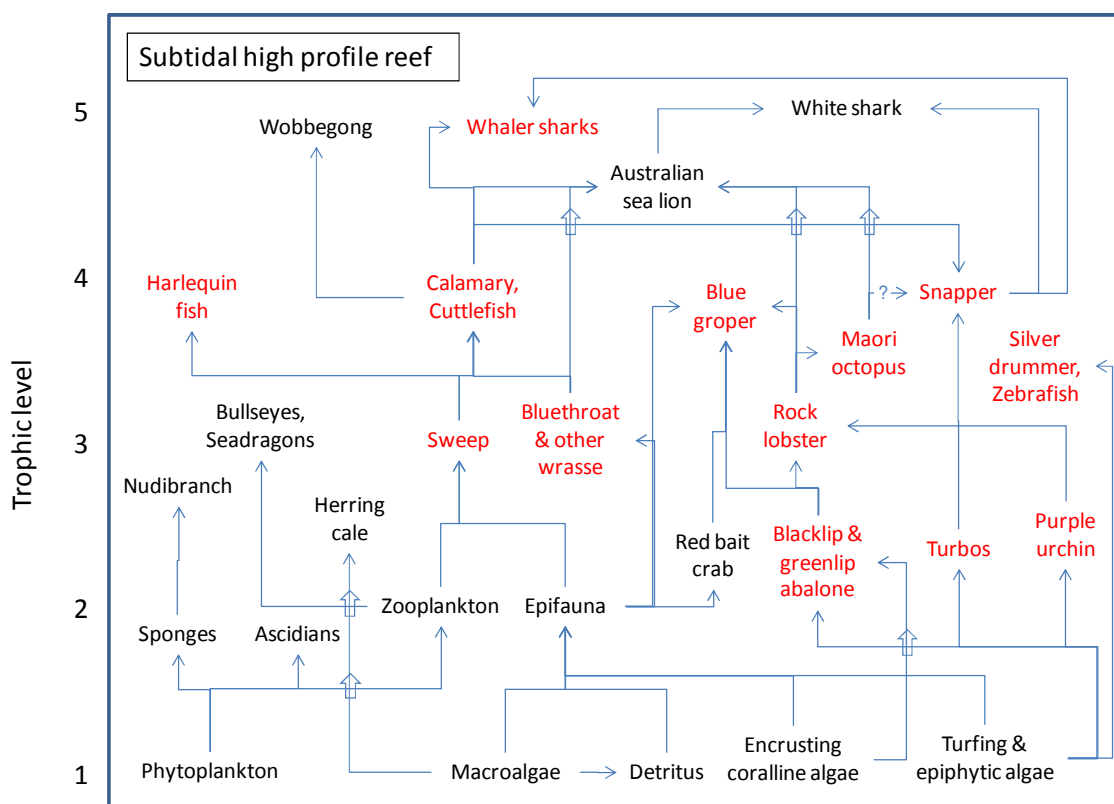 Subtidal high profile reef
Trophic level
5
4
3
2
1
White shark
Wobbegong
Whaler sharks
Australian
sea lion
Harlequin
fish
Calamary,
Cuttlefish
Blue
groper
?
Snapper
Maori
octopus
Silver
drummer,
Zebrafish
Bullseyes,
Seadragons
Sweep
Bluethroat
& other
wrasse
Rock
lobster
Nudibranch
Herring
cale
Red bait
crab
Blacklip &
greenlip
abalone
Turbos
Purple
urchin
Zooplankton
Epifauna
Sponges
Ascidians
Phytoplankton
Macroalgae
Detritus
Encrusting
coralline algae
Turfing &
epiphytic algae